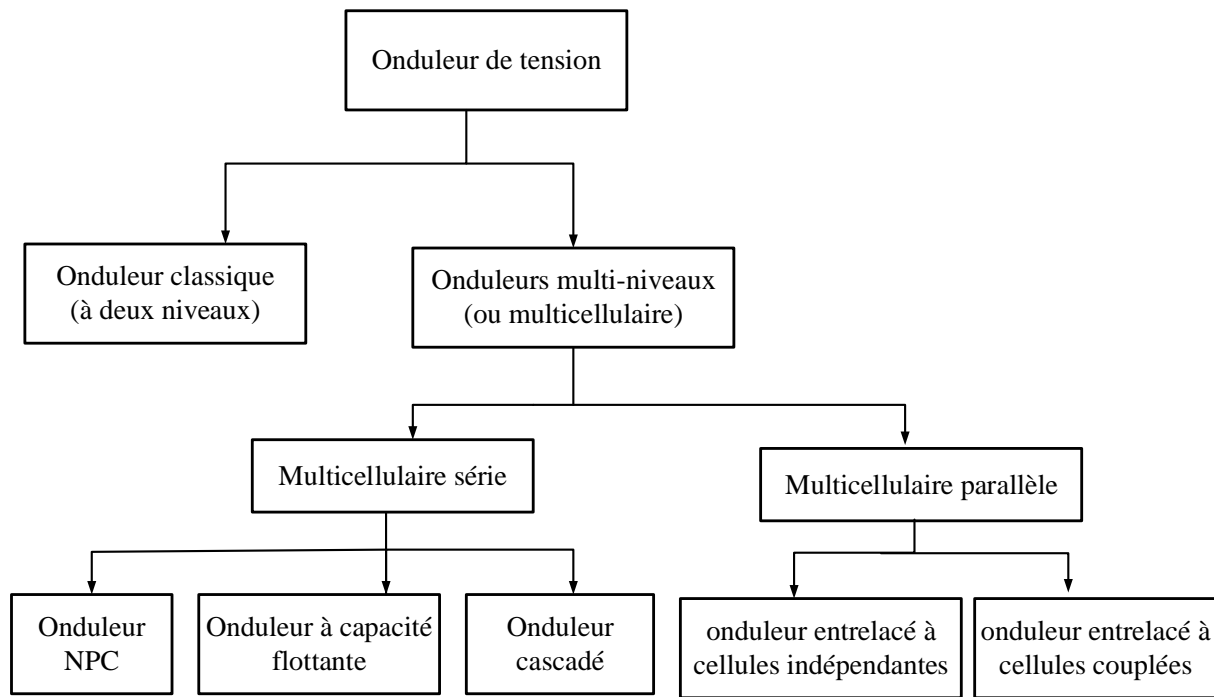 Onduleur de tension
Onduleur classique
(à deux niveaux)
Onduleurs multi-niveaux
(ou multicellulaire)
Multicellulaire série
Multicellulaire parallèle
Onduleur
NPC
Onduleur à capacité
flottante
Onduleur
cascadé
onduleur entrelacé à
cellules indépendantes
onduleur entrelacé à
cellules couplées